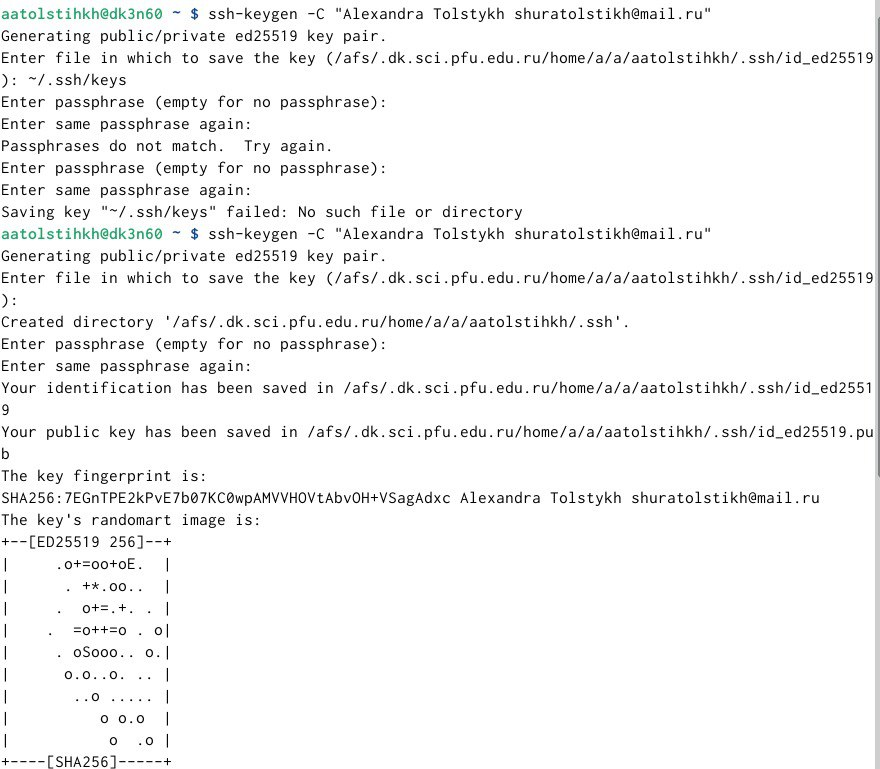 aatolstihkh@dk3n60 ~ $ ssh-keygen -C "Alexandra Tolstykh shuratolstikh@mail.ru"
Generating public/private ed25519 key pair.
Enter file in which to save the key (/afs/.dk.sci.pfu.edu.ru/home/a/a/aatolstihkh/.ssh/id_ed25519
): ~/.ssh/keys
Enter passphrase (empty for no passphrase):
Enter same passphrase again:
Passphrases do not match.  Try again.
Enter passphrase (empty for no passphrase):
Enter same passphrase again:
Saving key "~/.ssh/keys" failed: No such file or directory
aatolstihkh@dk3n60 ~ $ ssh-keygen -C "Alexandra Tolstykh shuratolstikh@mail.ru"
Generating public/private ed25519 key pair.
Enter file in which to save the key (/afs/.dk.sci.pfu.edu.ru/home/a/a/aatolstihkh/.ssh/id_ed25519
):
Created directory '/afs/.dk.sci.pfu.edu.ru/home/a/a/aatolstihkh/.ssh'.
Enter passphrase (empty for no passphrase):
Enter same passphrase again:
Your identification has been saved in /afs/.dk.sci.pfu.edu.ru/home/a/a/aatolstihkh/.ssh/id_ed2551
9
Your public key has been saved in /afs/.dk.sci.pfu.edu.ru/home/a/a/aatolstihkh/.ssh/id_ed25519.pu
b
The key fingerprint is:
SHA256:7EGnTPE2kPvE7b07KC0wpAMVVHOVtAbvOH+VSagAdxc Alexandra Tolstykh shuratolstikh@mail.ru
The key's randomart image is:
+--[ED25519 256]--+
|     .o+=oo+oE.  |
|      . +*.oo..  |
|     .  o+=.+. . |
|    .  =o++=o . o|
|     . oSooo.. o.|
|      o.o..o. .. |
|       ..o ..... |
|          o o.o  |
|           o  .o |
+----[SHA256]-----+